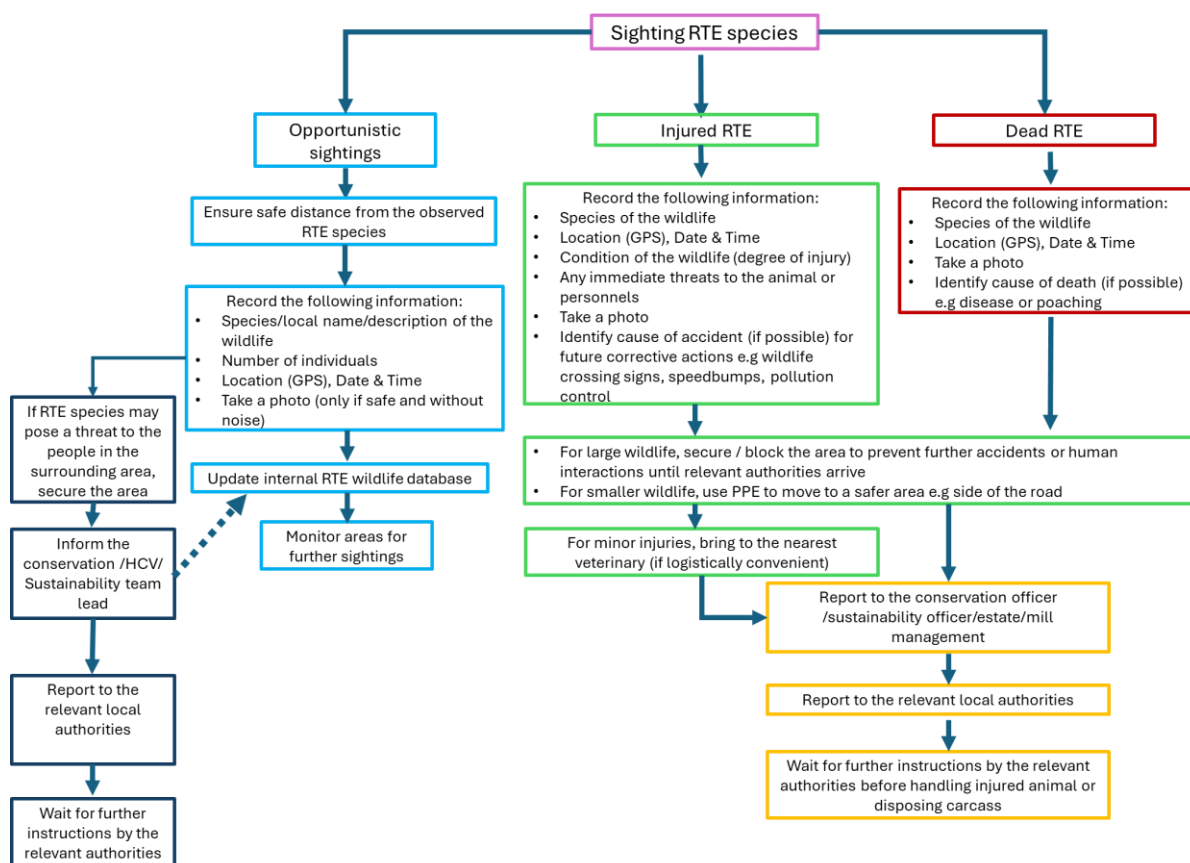 Sighting RTE species
Opportunistic
sightings
Ensure safe distance from the observed
RTE species
Record the following information:
• Species/local name/description of the
wildlife
• Number of individuals
• Location (GPS), Date & Time
• Take a photo (only if safe and without
noise)
If RTE species may
pose a threat to the
people in the
surrounding area,
secure the area
Update internal RTE wildlife database
Monitor areas for
further sightings
Inform the
conservation /HCV/
Sustainability team
lead
Report to the
relevant local
authorities
Wait for further
instructions by the
relevant authorities
Injured RTE
Record the following information:
• Species of the wildlife
• Location (GPS), Date & Time
• Condition of the wildlife (degree of injury)
• Any immediate threats to the animal or
personnels
• Take a photo
• Identify cause of accident (if possible) for
future corrective actions e.g wildlife
crossing signs, speedbumps, pollution
control
Dead RTE
Record the following information:
• Species of the wildlife
• Location (GPS), Date & Time
• Take a photo
• Identify cause of death (if possible)
e.g disease or poaching
• For large wildlife, secure / block the area to prevent further accidents or human
interactions until relevant authorities arrive
• For smaller wildlife, use PPE to move to a safer area e.g side of the road
For minor injuries, bring to the nearest
veterinary (if logistically convenient)
Report to the conservation officer
/sustainability officer/estate/mill
management
Report to the relevant local authorities
Wait for further instructions by the relevant
authorities before handling injured animal or
disposing carcass